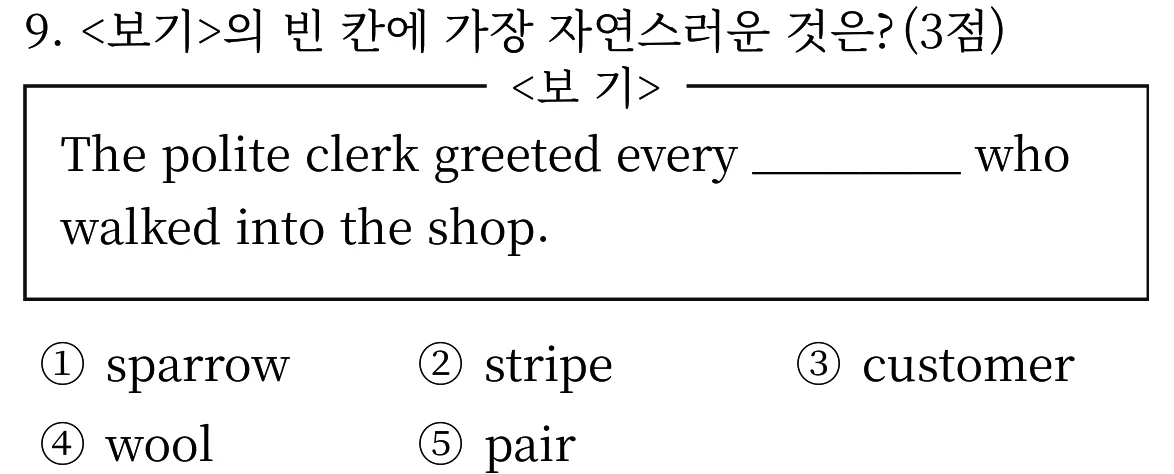 9. <보기>의 빈 칸에 가장 자연스러운 것은?(3점)
<보 기>
The polite clerk greeted every ________ who
walked into the shop.
① sparrow ② stripe ③ customer
④ wool ⑤ pair